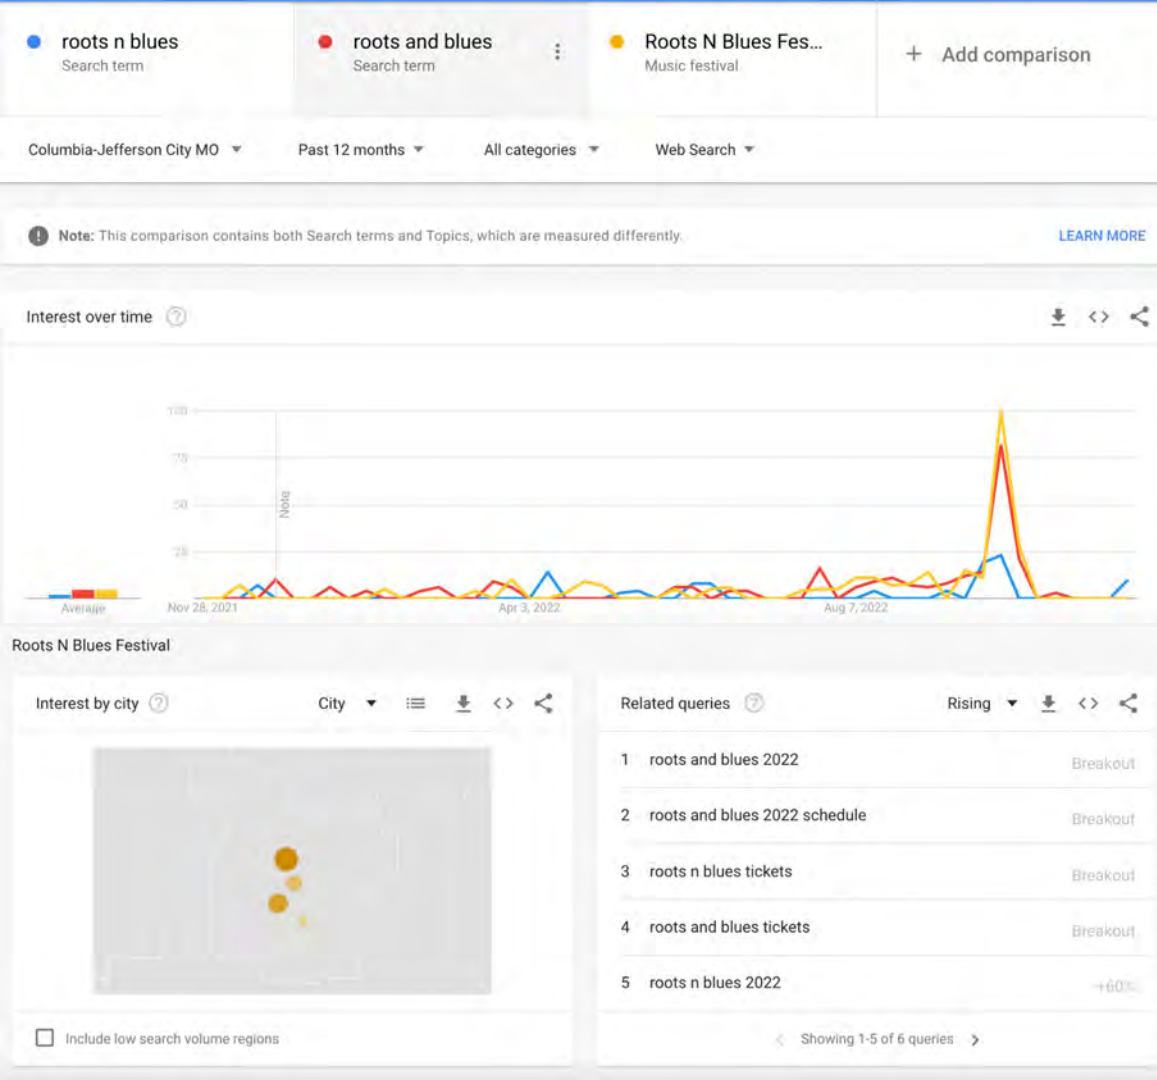 roots n blues
Search term
roots and blues
Search term
Roots N Blues Fes...
Music festival
+ Add comparison
Columbia-Jefferson City MO
Past 12 months
All categories
Web Search
Note: This comparison contains both Search terms and Topics, which are measured differently.
LEARN MORE
Interest over time
100
75
50
25
Note
Average
Nov 28, 2021
Apr 3, 2022
Aug 7, 2022
Roots N Blues Festival
Interest by city
City
Related queries
Rising
1 roots and blues 2022 Breakout
2 roots and blues 2022 schedule Breakout
3 roots n blues tickets Breakout
4 roots and blues tickets Breakout
5 roots n blues 2022 +60%
Include low search volume regions
Showing 1-5 of 6 queries